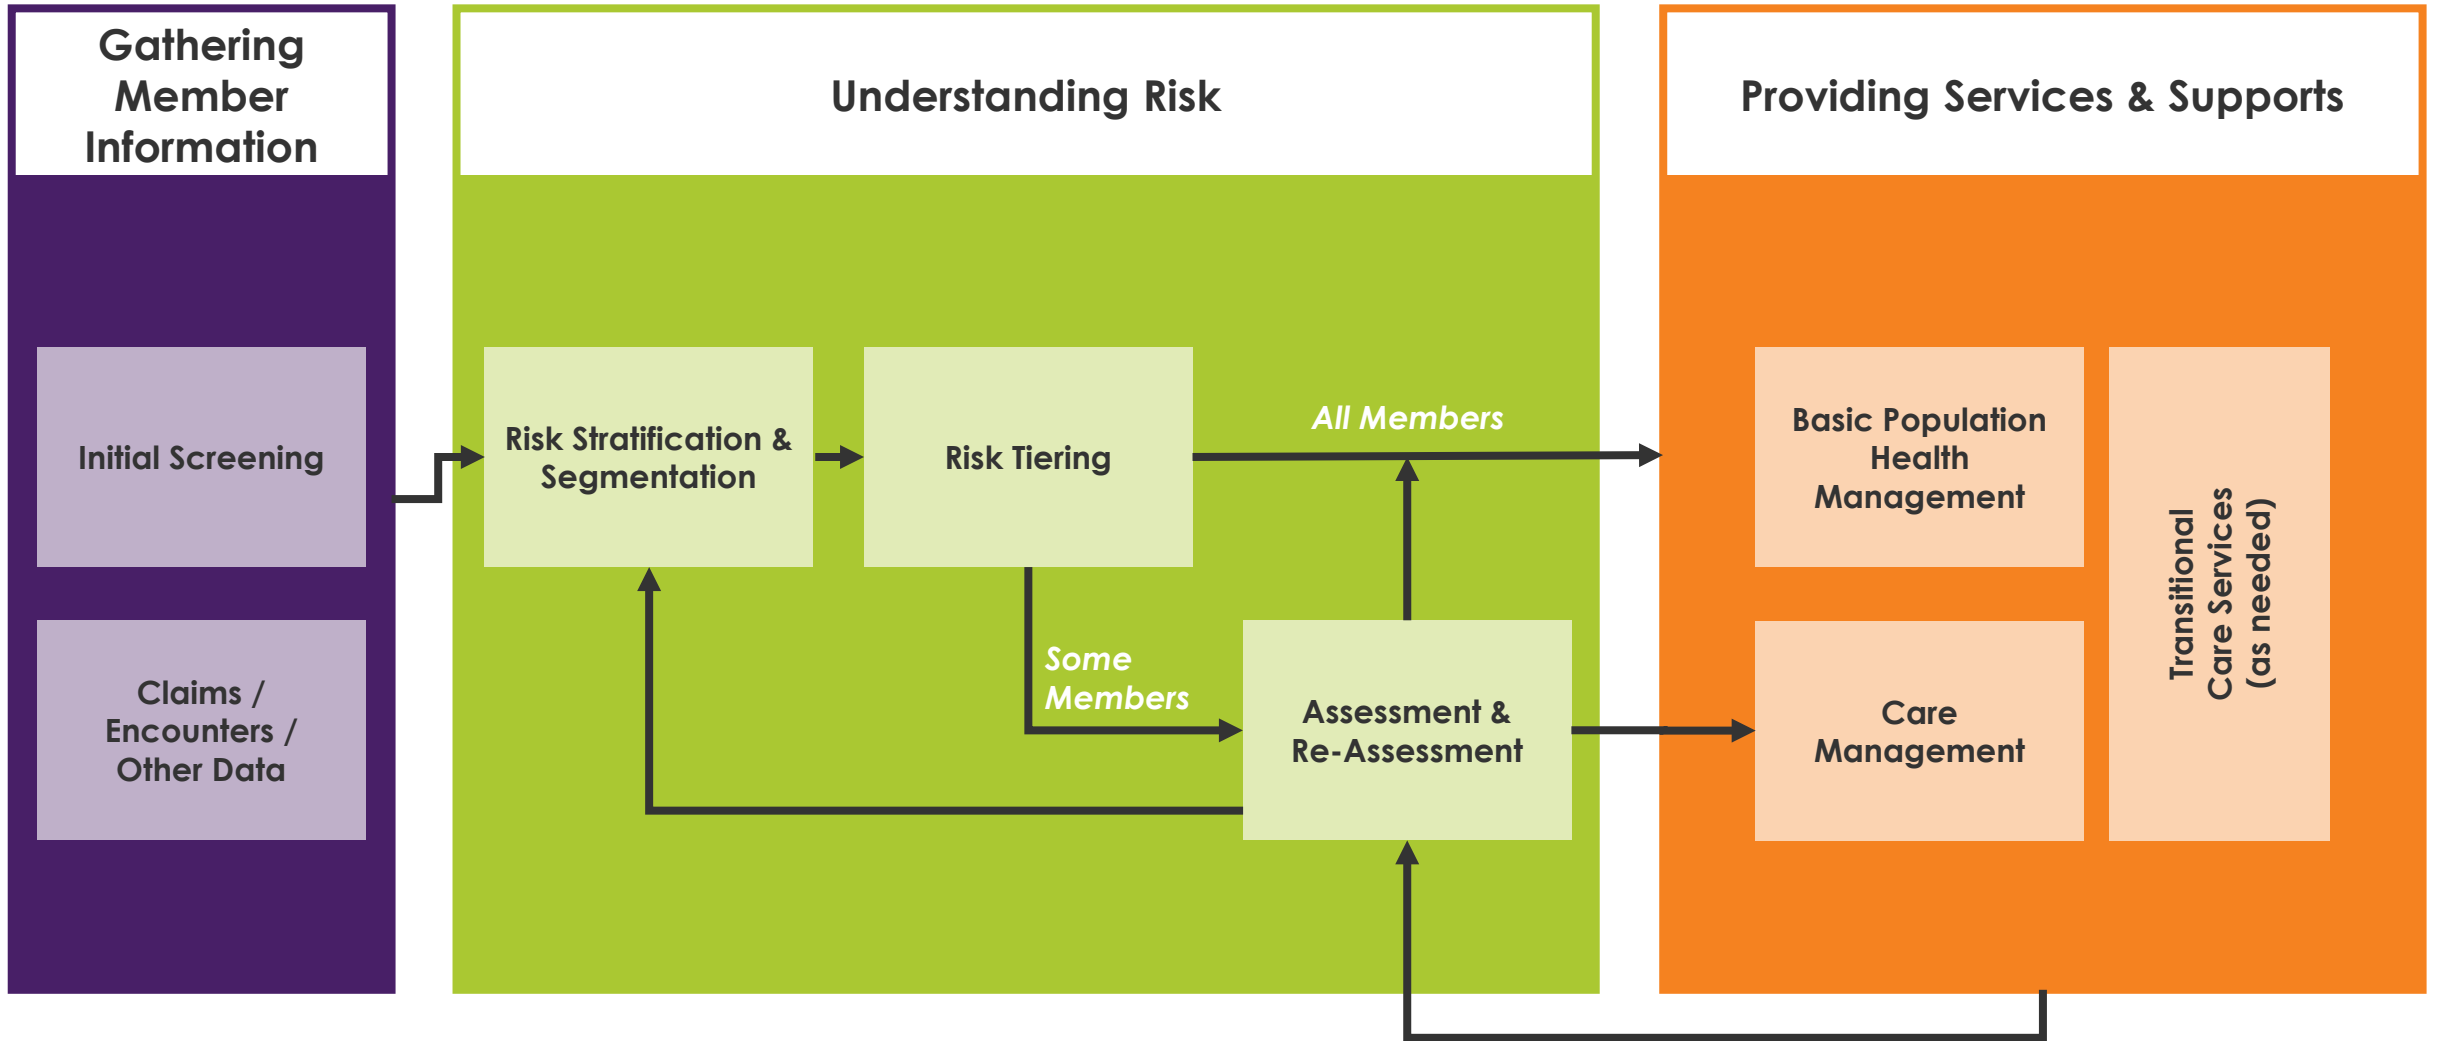 Gathering
Member
Information
Understanding Risk
Providing Services & Supports
Initial Screening
Claims /
Encounters /
Other Data
Risk Stratification &
Segmentation
Risk Tiering
All Members
Some
Members
Assessment &
Re-Assessment
Basic Population
Health
Management
Care
Management
Transitional
Care Services
(as needed)